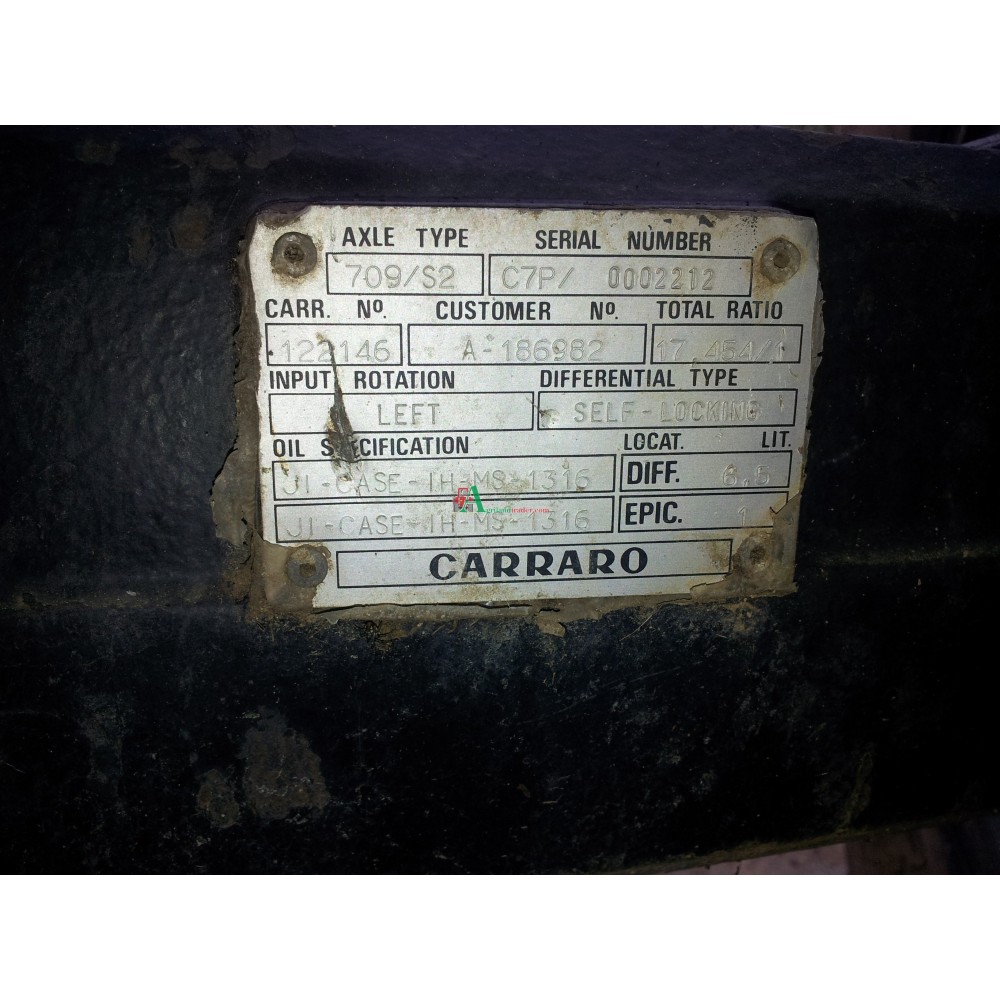 AXLE TYPE SERIAL NUMBER
709/S2 C7P/ 0002212
CARR. No. CUSTOMER No. TOTAL RATIO
122146 A-186982 17,454/1
INPUT ROTATION DIFFERENTIAL TYPE
LEFT SELF-LOCKING
OIL SPECIFICATION LOCAT. LIT.
JI-CASE-IH-MS-1316 DIFF. 6,5
JI-CASE-IH-MS-1316 EPIC. 1
Agrizontrailer.com
CARRARO